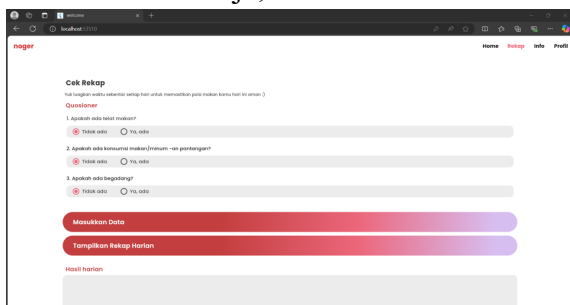 welcome
localhost:53310
noger
Home Rekap Info Profil
Cek Rekap
Yuk luangkan waktu sebentar setiap hari untuk memastikan pola makan kamu hari ini aman :)
Quosioner
1. Apakah ada telat makan?
Tidak ada Ya, ada
2. Apakah ada konsumsi makan/minum -an pantangan?
Tidak ada Ya, ada
3. Apakah ada begadang?
Tidak ada Ya, ada
Masukkan Data
Tampilkan Rekap Harian
Hasil harian